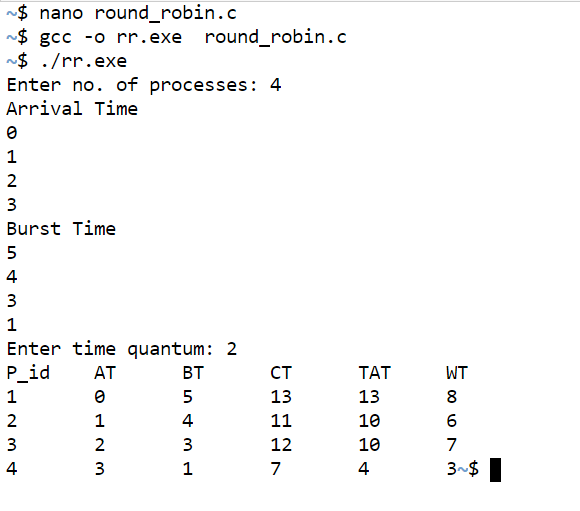 ~$ nano round_robin.c
~$ gcc -o rr.exe  round_robin.c
~$ ./rr.exe
Enter no. of processes: 4
Arrival Time
0
1
2
3
Burst Time
5
4
3
1
Enter time quantum: 2
P_id    AT      BT      CT      TAT     WT
1       0       5       13      13      8
2       1       4       11      10      6
3       2       3       12      10      7
4       3       1       7       4       3~$